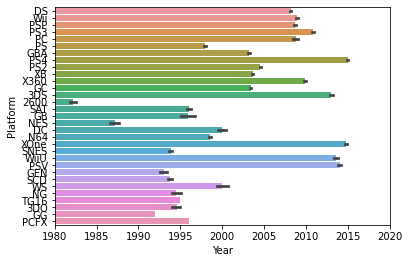 DS
Wii
PSP
PS3
PC
PS
GBA
PS4
PS2
XB
X360
GC
3DS
2600
SAT
GB
NES
DC
N64
XOne
SNES
WiiU
PSV
GEN
SCD
WS
NG
TG16
3DO
GG
PCFX
Platform
1980 1985 1990 1995 2000 2005 2010 2015 2020
Year